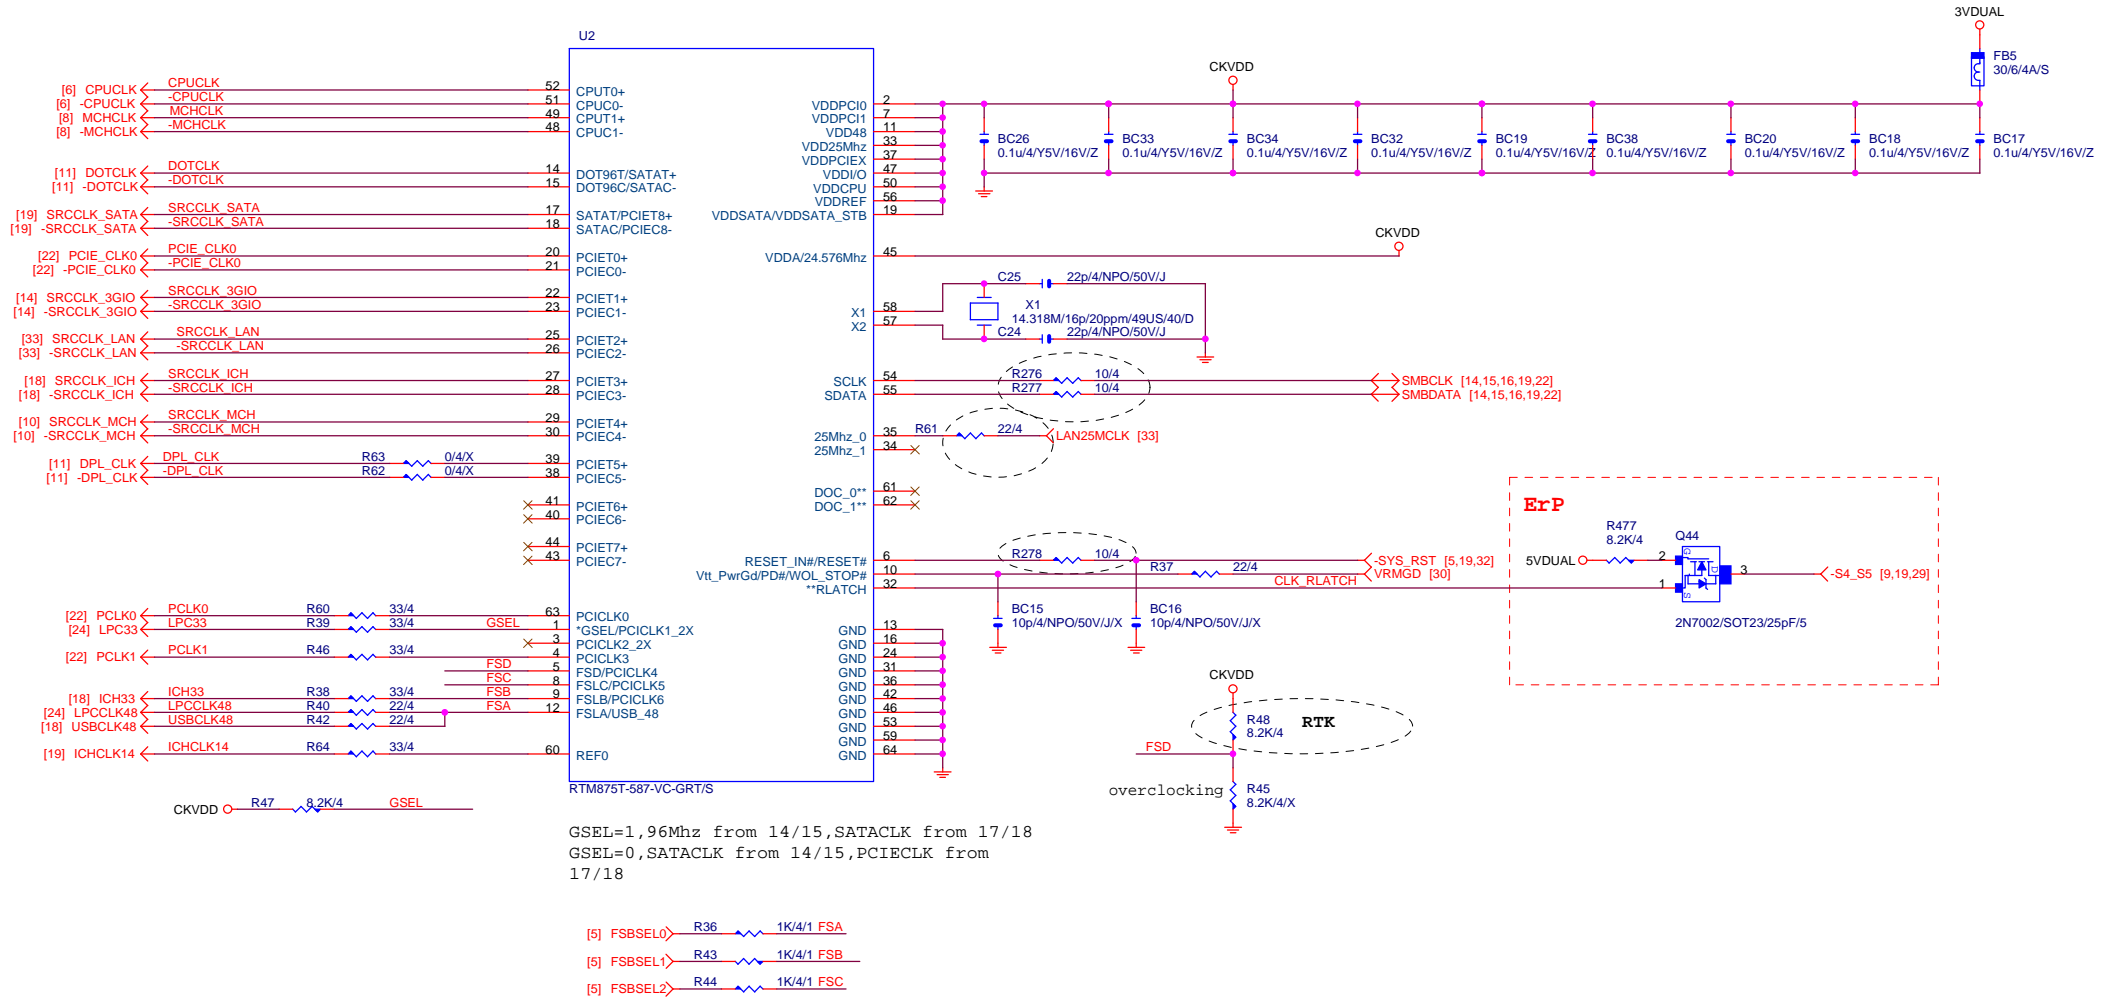 3VDUAL
U2
FB5
30/6/4A/S
CKVDD
[6] CPUCLK CPUCLK 52 CPUT0+
[6] -CPUCLK -CPUCLK 51 CPUC0-
[8] MCHCLK MCHCLK 49 CPUT1+
[8] -MCHCLK -MCHCLK 48 CPUC1-
VDDPCI0 2
VDDPCI1 7
VDD48 11
VDD25Mhz 33
VDDPCIEX 37
VDDI/O 47
VDDCPU 50
VDDREF 56
VDDSATA/VDDSATA_STB 19
BC26 BC33 BC34 BC32 BC19 BC38 BC20 BC18 BC17
0.1u/4/Y5V/16V/Z 0.1u/4/Y5V/16V/Z 0.1u/4/Y5V/16V/Z 0.1u/4/Y5V/16V/Z 0.1u/4/Y5V/16V/Z 0.1u/4/Y5V/16V/Z 0.1u/4/Y5V/16V/Z 0.1u/4/Y5V/16V/Z 0.1u/4/Y5V/16V/Z
[11] DOTCLK DOTCLK 14 DOT96T/SATAT+
[11] -DOTCLK -DOTCLK 15 DOT96C/SATAC-
[19] SRCCLK_SATA SRCCLK_SATA 17 SATAT/PCIET8+
[19] -SRCCLK_SATA -SRCCLK_SATA 18 SATAC/PCIEC8-
CKVDD
[22] PCIE_CLK0 PCIE_CLK0 20 PCIET0+
[22] -PCIE_CLK0 -PCIE_CLK0 21 PCIEC0-
VDDA/24.576Mhz 45
[14] SRCCLK_3GIO SRCCLK_3GIO 22 PCIET1+
[14] -SRCCLK_3GIO -SRCCLK_3GIO 23 PCIEC1-
C25 22p/4/NPO/50V/J
X1 58
X2 57
X1
14.318M/16p/20ppm/49US/40/D
C24 22p/4/NPO/50V/J
[33] SRCCLK_LAN SRCCLK_LAN 25 PCIET2+
[33] -SRCCLK_LAN -SRCCLK_LAN 26 PCIEC2-
[18] SRCCLK_ICH SRCCLK_ICH 27 PCIET3+
[18] -SRCCLK_ICH -SRCCLK_ICH 28 PCIEC3-
SCLK 54 R276 10/4 SMBCLK [14,15,16,19,22]
SDATA 55 R277 10/4 SMBDATA [14,15,16,19,22]
[10] SRCCLK_MCH SRCCLK_MCH 29 PCIET4+
[10] -SRCCLK_MCH -SRCCLK_MCH 30 PCIEC4-
25Mhz_0 35 R61 22/4 LAN25MCLK [33]
25Mhz_1 34
[11] DPL_CLK DPL_CLK R63 0/4/X 39 PCIET5+
[11] -DPL_CLK -DPL_CLK R62 0/4/X 38 PCIEC5-
41 PCIET6+
40 PCIEC6-
DOC_0** 61
DOC_1** 62
ErP
R477
8.2K/4
Q44
44 PCIET7+
43 PCIEC7-
RESET_IN#/RESET# 6 R278 10/4 -SYS_RST [5,19,32]
Vtt_PwrGd/PD#/WOL_STOP# 10 R37 22/4 VRMGD [30]
**RLATCH 32 CLK_RLATCH
5VDUAL 2 G
1 S D 3 -S4_S5 [9,19,29]
2N7002/SOT23/25pF/5
BC15 BC16
10p/4/NPO/50V/J/X 10p/4/NPO/50V/J/X
[22] PCLK0 PCLK0 R60 33/4 63 PCICLK0
[24] LPC33 LPC33 R39 33/4 GSEL 1 *GSEL/PCICLK1_2X
3 PCICLK2_2X
[22] PCLK1 PCLK1 R46 33/4 4 PCICLK3
FSD 5 FSD/PCICLK4
FSC 8 FSLC/PCICLK5
[18] ICH33 ICH33 R38 33/4 FSB 9 FSLB/PCICLK6
[24] LPCCLK48 LPCCLK48 R40 22/4 FSA 12 FSLA/USB_48
[18] USBCLK48 USBCLK48 R42 22/4
[19] ICHCLK14 ICHCLK14 R64 33/4 60 REF0
GND 13
GND 16
GND 24
GND 31
GND 36
GND 42
GND 46
GND 53
GND 59
GND 64
CKVDD
R48
8.2K/4
RTK
FSD
overclocking
R45
8.2K/4/X
RTM875T-587-VC-GRT/S
CKVDD R47 8.2K/4 GSEL
GSEL=1,96Mhz from 14/15,SATACLK from 17/18
GSEL=0,SATACLK from 14/15,PCIECLK from
17/18
[5] FSBSEL0 R36 1K/4/1 FSA
[5] FSBSEL1 R43 1K/4/1 FSB
[5] FSBSEL2 R44 1K/4/1 FSC